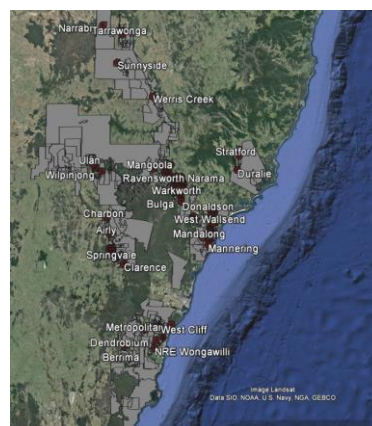 Narrabri
Tarrawonga
Sunnyside
Werris Creek
Stratford
Ulan
Mangoola
Duralie
Wilpinjong
Ravensworth Narama
Warkworth
Bulga
Donaldson
Charbon
West Wallsend
Airly
Mandalong
Mannering
Springvale
Clarence
Metropolitan
West Cliff
Dendrobium
NRE Wongawilli
Berrima
Image Landsat
Data SIO, NOAA, U.S. Navy, NGA, GEBCO